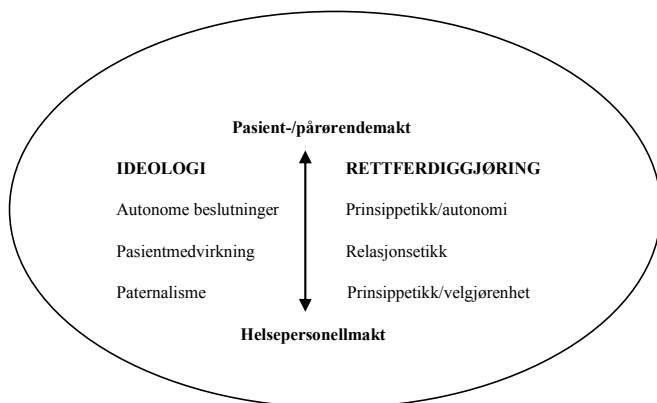 Pasient-/pårørendemakt
IDEOLOGI RETTFERDIGGJØRING
Autonome beslutninger Prinsippetikk/autonomi
Pasientmedvirkning Relasjonsetikk
Paternalisme Prinsippetikk/velgjørenhet
Helsepersonellmakt